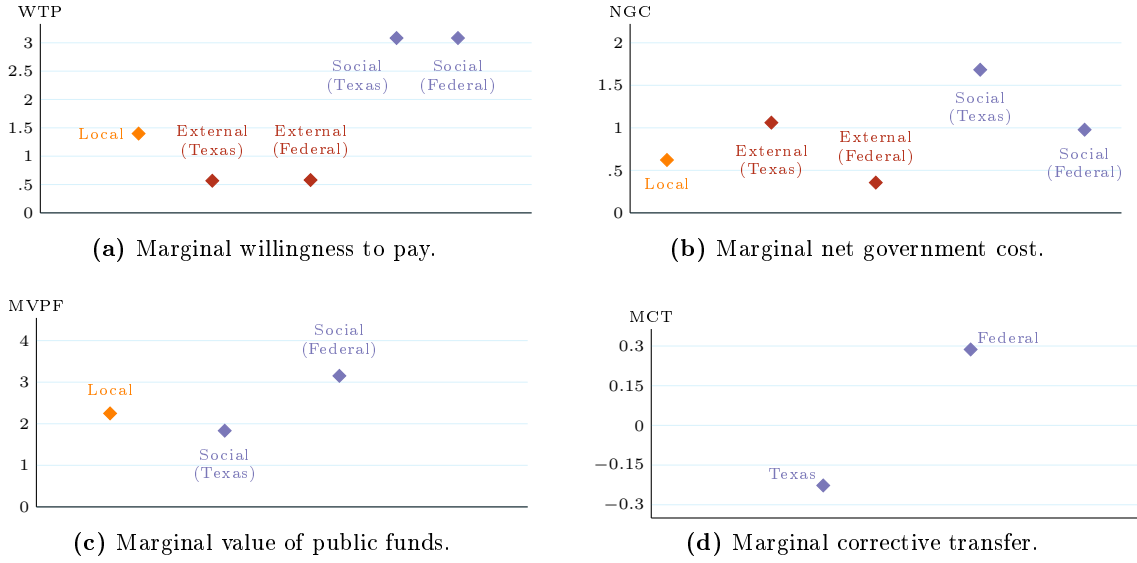 WTP
3
2.5
2
1.5
1
.5
0
Local
External
(Texas)
External
(Federal)
Social
(Texas)
Social
(Federal)
(a) Marginal willingness to pay.
NGC
2
1.5
1
.5
0
Local
External
(Texas)
External
(Federal)
Social
(Texas)
Social
(Federal)
(b) Marginal net government cost.
MVPF
4
3
2
1
0
Local
Social
(Texas)
Social
(Federal)
(c) Marginal value of public funds.
MCT
0.3
0.15
0
−0.15
−0.3
Texas
Federal
(d) Marginal corrective transfer.